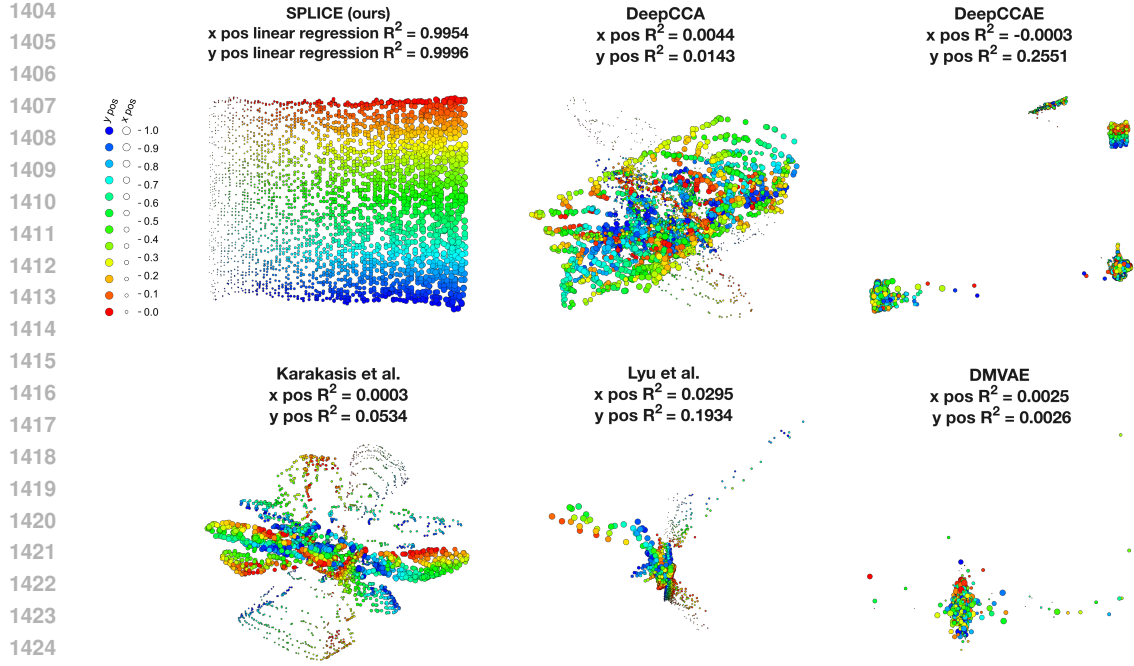 1404
1405
1406
1407
1408
1409
1410
1411
1412
1413
1414
1415
1416
1417
1418
1419
1420
1421
1422
1423
1424
SPLICE (ours)
x pos linear regression R² = 0.9954
y pos linear regression R² = 0.9996
y pos
x pos
- 1.0
- 0.9
- 0.8
- 0.7
- 0.6
- 0.5
- 0.4
- 0.3
- 0.2
- 0.1
- 0.0
DeepCCA
x pos R² = 0.0044
y pos R² = 0.0143
DeepCCAE
x pos R² = -0.0003
y pos R² = 0.2551
Karakasis et al.
x pos R² = 0.0003
y pos R² = 0.0534
Lyu et al.
x pos R² = 0.0295
y pos R² = 0.1934
DMVAE
x pos R² = 0.0025
y pos R² = 0.0026